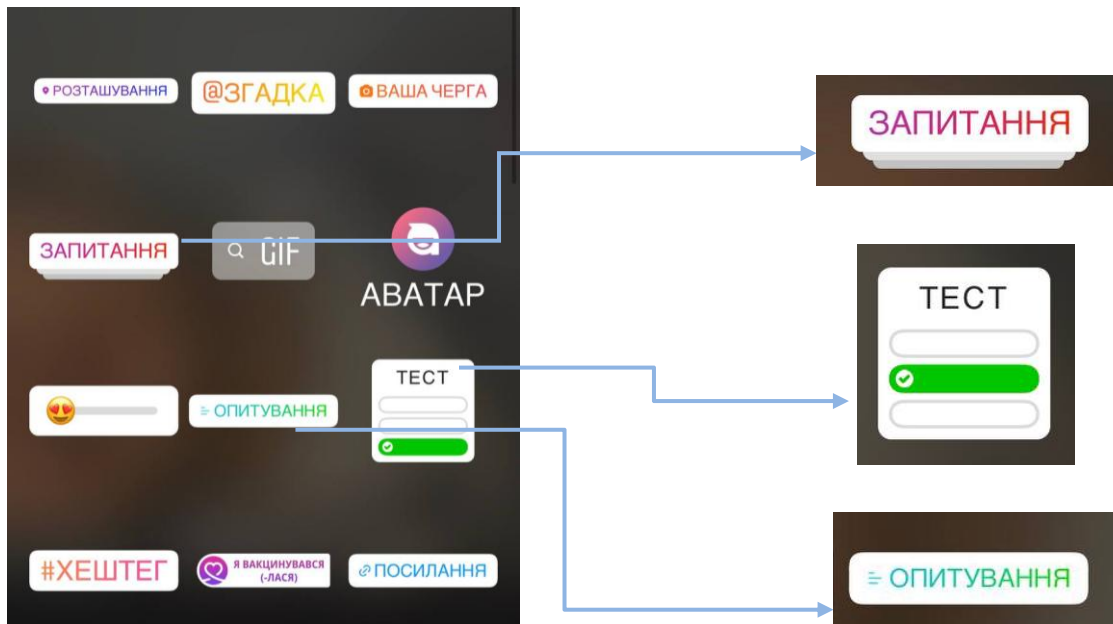 РОЗТАШУВАННЯ
@ЗГАДКА
ВАША ЧЕРГА
ЗАПИТАННЯ
GIF
АВАТАР
ОПИТУВАННЯ
ТЕСТ
#ХЕШТЕГ
Я ВАКЦИНУВАВСЯ
(-ЛАСЯ)
ПОСИЛАННЯ
ЗАПИТАННЯ
ТЕСТ
ОПИТУВАННЯ